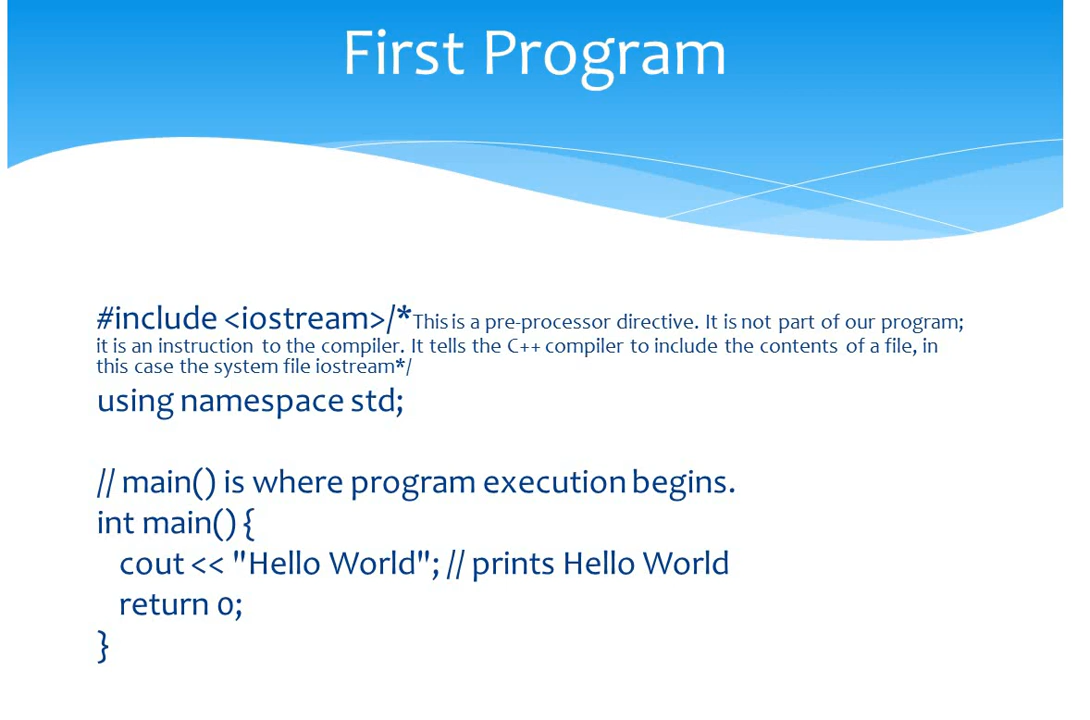 First Program
#include <iostream>/*This is a pre-processor directive. It is not part of our program;
it is an instruction to the compiler. It tells the C++ compiler to include the contents of a file, in
this case the system file iostream*/
using namespace std;
// main() is where program execution begins.
int main() {
cout << "Hello World"; // prints Hello World
return 0;
}